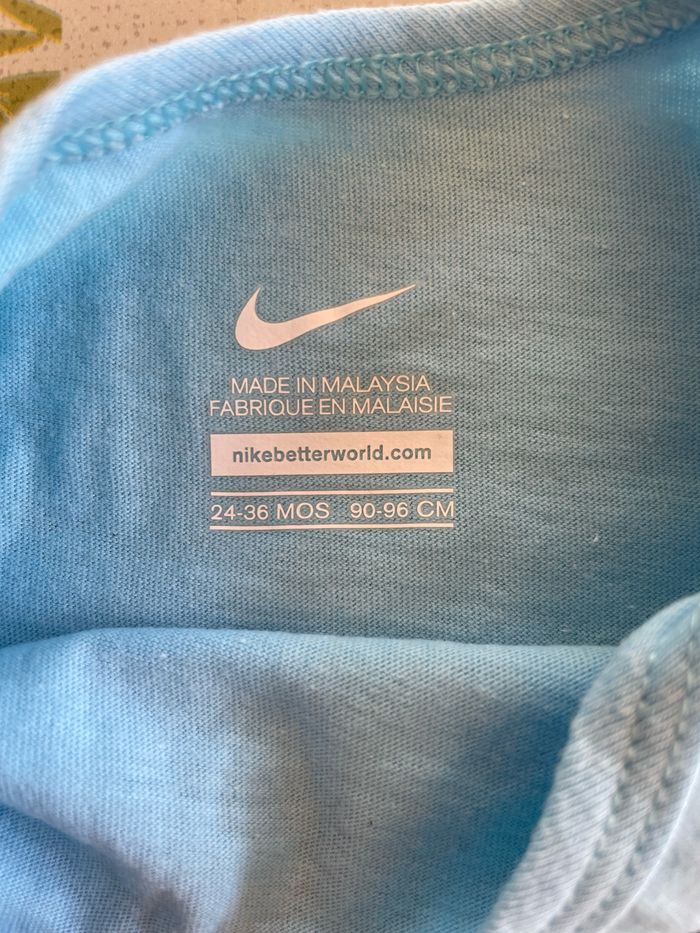 MADE IN MALAYSIA
FABRIQUE EN MALAISIE
nikebetterworld.com
24-36 MOS 90-96 CM